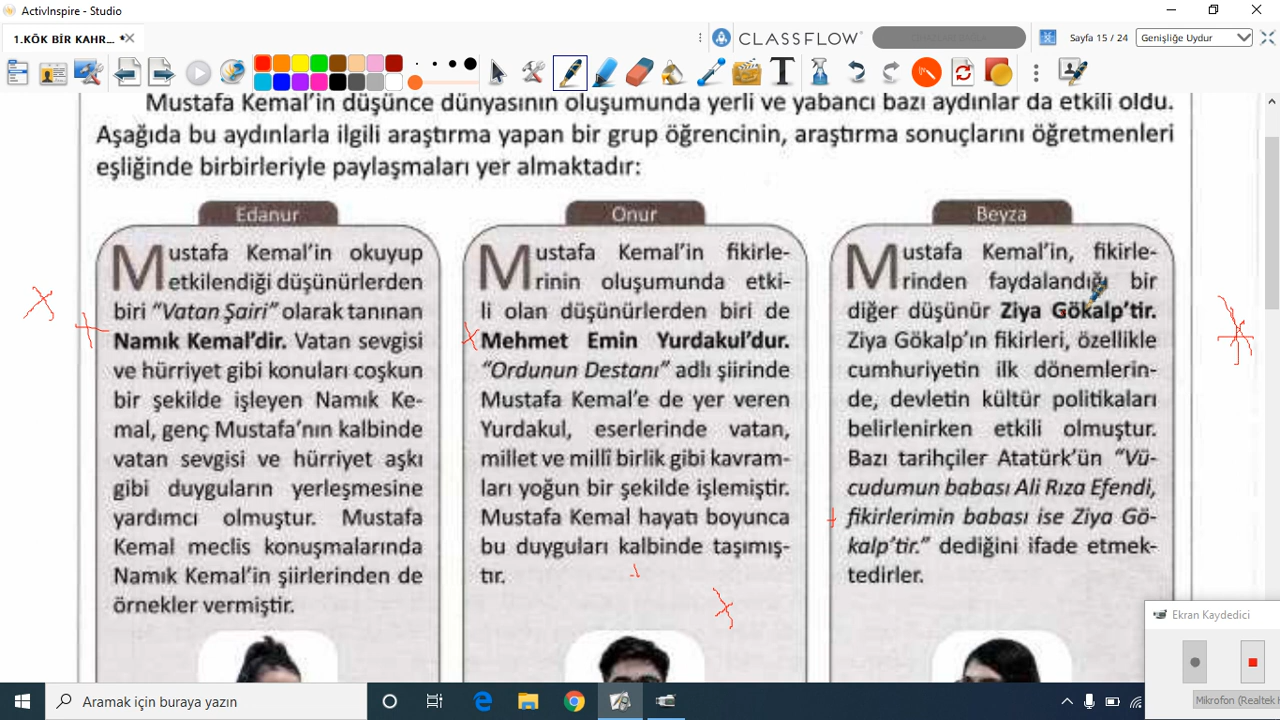 ActivInspire - Studio
1.KÖK BİR KAHR... *
CLASSFLOW
Sayfa 15 / 24
Genişliğe Uydur
Mustafa Kemal'in düşünce dünyasının oluşumunda yerli ve yabancı bazı aydınlar da etkili oldu.
Aşağıda bu aydınlarla ilgili araştırma yapan bir grup öğrencinin, araştırma sonuçlarını öğretmenleri
eşliğinde birbirleriyle paylaşmaları yer almaktadır:
Edanur
Mustafa Kemal'in okuyup
etkilendiği düşünürlerden
biri "Vatan Şairi" olarak tanınan
Namık Kemal'dir. Vatan sevgisi
ve hürriyet gibi konuları coşkun
bir şekilde işleyen Namık Ke-
mal, genç Mustafa'nın kalbinde
vatan sevgisi ve hürriyet aşkı
gibi duyguların yerleşmesine
yardımcı olmuştur. Mustafa
Kemal meclis konuşmalarında
Namık Kemal'in şiirlerinden de
örnekler vermiştir.
Onur
Mustafa Kemal'in fikirle-
rinin oluşumunda etki-
li olan düşünürlerden biri de
Mehmet Emin Yurdakul'dur.
"Ordunun Destanı" adlı şiirinde
Mustafa Kemal'e de yer veren
Yurdakul, eserlerinde vatan,
millet ve millî birlik gibi kavram-
ları yoğun bir şekilde işlemiştir.
Mustafa Kemal hayatı boyunca
bu duyguları kalbinde taşımış-
tır.
Beyza
Mustafa Kemal'in, fikirle-
rinden faydalandığı bir
diğer düşünür Ziya Gökalp'tir.
Ziya Gökalp'ın fikirleri, özellikle
cumhuriyetin ilk dönemlerin-
de, devletin kültür politikaları
belirlenirken etkili olmuştur.
Bazı tarihçiler Atatürk'ün "Vü-
cudumun babası Ali Rıza Efendi,
fikirlerimin babası ise Ziya Gö-
kalp'tir." dediğini ifade etmek-
tedirler.
Ekran Kaydedici
Mikrofon (Realtek
Aramak için buraya yazın